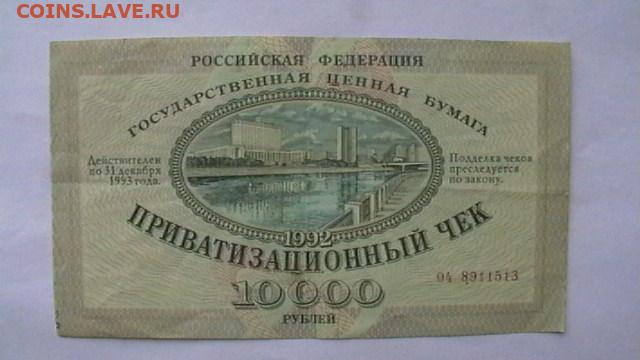 COINS.LAVE.RU
РОССИЙСКАЯ ФЕДЕРАЦИЯ
ГОСУДАРСТВЕННАЯ ЦЕННАЯ БУМАГА
Действителен
по 31 декабря
1993 года.
Подделка чеков
преследуется
по закону.
1992
ПРИВАТИЗАЦИОННЫЙ ЧЕК
04 8911513
10000
РУБЛЕЙ